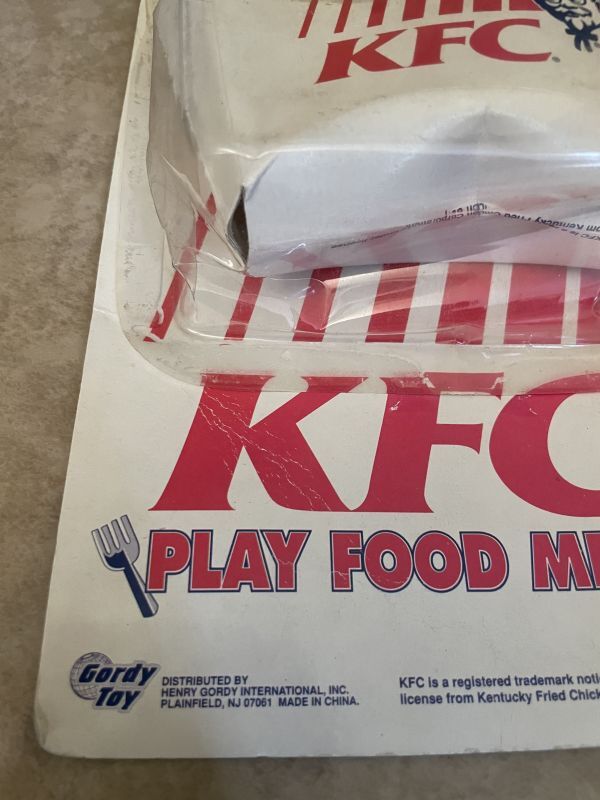 KFC
KFC
PLAY FOOD
Gordy
Toy
DISTRIBUTED BY
HENRY GORDY INTERNATIONAL, INC.
PLAINFIELD, NJ 07061 MADE IN CHINA.
KFC is a registered trademark
license from Kentucky Fried